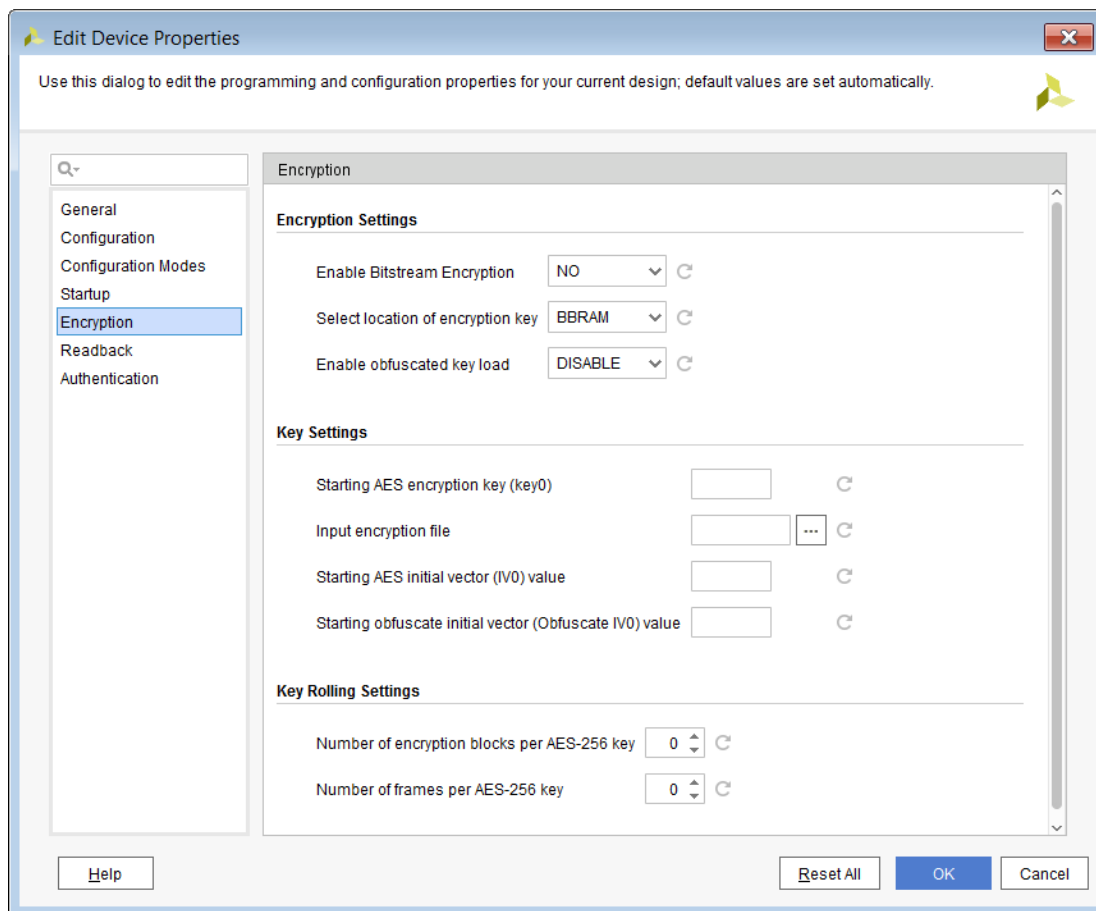 Edit Device Properties
Use this dialog to edit the programming and configuration properties for your current design; default values are set automatically.
General
Configuration
Configuration Modes
Startup
Encryption
Readback
Authentication
Encryption
Encryption Settings
Enable Bitstream Encryption NO
Select location of encryption key BBRAM
Enable obfuscated key load DISABLE
Key Settings
Starting AES encryption key (key0)
Input encryption file ...
Starting AES initial vector (IV0) value
Starting obfuscate initial vector (Obfuscate IV0) value
Key Rolling Settings
Number of encryption blocks per AES-256 key 0
Number of frames per AES-256 key 0
Help Reset All OK Cancel